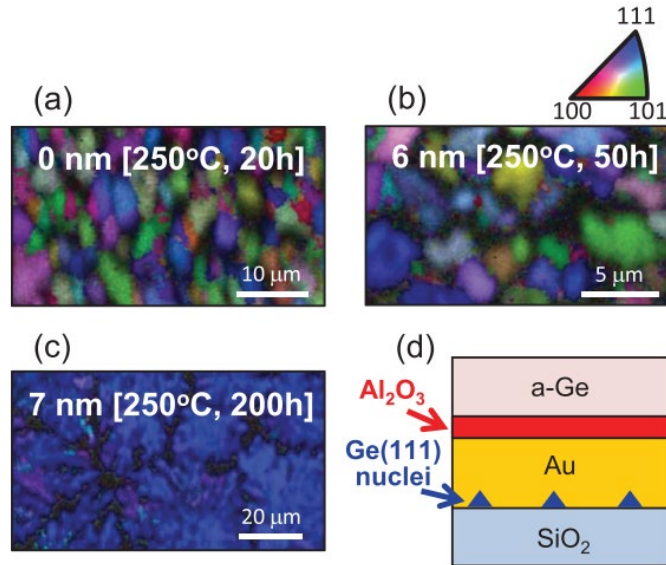 111
100
101
(a)
(b)
0 nm [250°C, 20h]
6 nm [250°C, 50h]
10 μm
5 μm
(c)
(d)
7 nm [250°C, 200h]
20 μm
a-Ge
Al₂O₃
Ge(111)
nuclei
Au
SiO₂